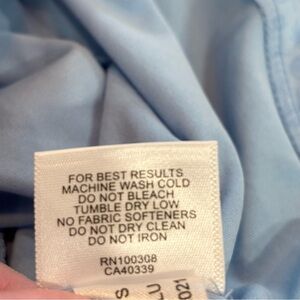 FOR BEST RESULTS
MACHINE WASH COLD
DO NOT BLEACH
TUMBLE DRY LOW
NO FABRIC SOFTENERS
DO NOT DRY CLEAN
DO NOT IRON
RN100308
CA40339